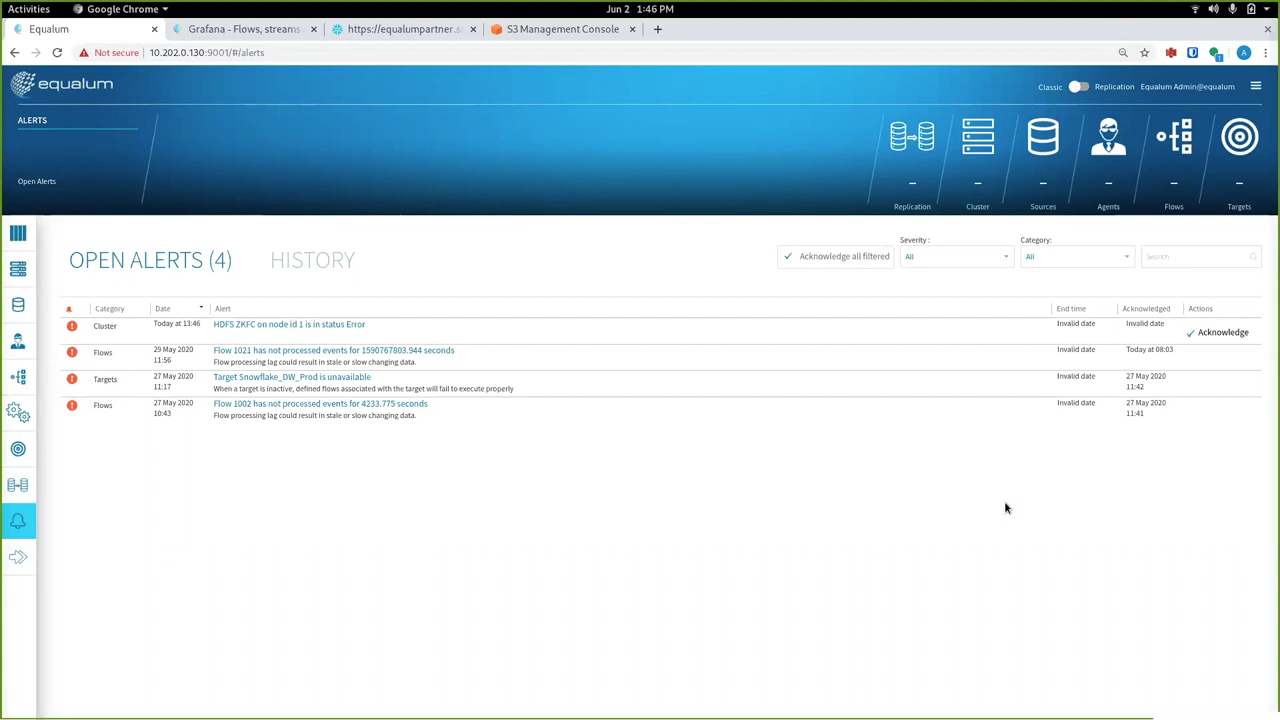 Activities
Google Chrome
Jun 2 1:46 PM
Equalum
Grafana - Flows, streams
https://equalumpartner.s
S3 Management Console
Not secure
10.202.0.130:9001/#/alerts
A
1
equalum
Classic
Replication
Equalum Admin@equalum
ALERTS
Open Alerts
– – – – – –
Replication
Cluster
Sources
Agents
Flows
Targets
OPEN ALERTS (4)
HISTORY
Acknowledge all filtered
Severity :
All
Category:
All
Search
Category
Date
Alert
End time
Acknowledged
Actions
Cluster
Today at 13:46
HDFS ZKFC on node id 1 is in status Error
Invalid date
Invalid date
Acknowledge
Flows
29 May 2020
11:56
Flow 1021 has not processed events for 1590767803.944 seconds
Flow processing lag could result in stale or slow changing data.
Invalid date
Today at 08:03
Targets
27 May 2020
11:17
Target Snowflake_DW_Prod is unavailable
When a target is inactive, defined flows associated with the target will fail to execute properly
Invalid date
27 May 2020
11:42
Flows
27 May 2020
10:43
Flow 1002 has not processed events for 4233.775 seconds
Flow processing lag could result in stale or slow changing data.
Invalid date
27 May 2020
11:41